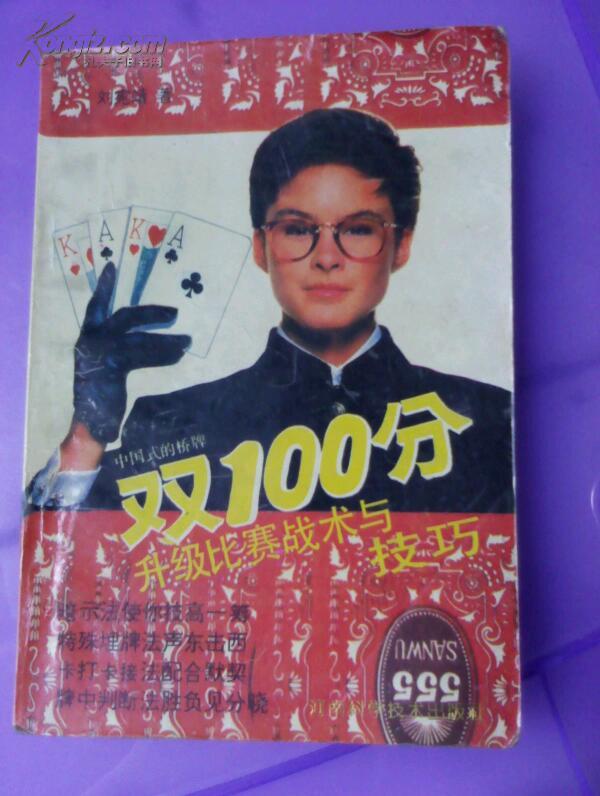 Kongfz.com
孔夫子旧书网
刘 著
K A K A
中国式的桥牌
双100分
升级比赛战术与
技巧
暗示法使你技高一筹
特殊埋牌法声东击西
卡打卡接法配合默契
牌中判断法胜负见分晓
555
SANWU
河南科学技术出版社